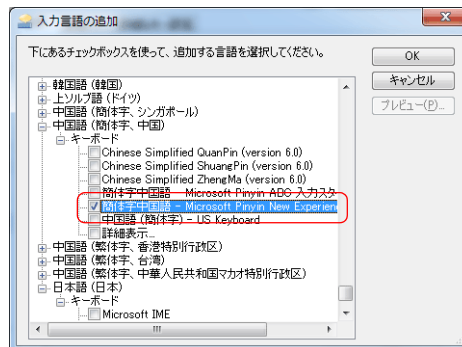 入力言語の追加
下にあるチェックボックスを使って、追加する言語を選択してください。
OK
キャンセル
プレビュー(P)...
韓国語 (韓国)
上ソルブ語 (ドイツ)
中国語 (簡体字、シンガポール)
中国語 (簡体字、中国)
キーボード
Chinese Simplified QuanPin (version 6.0)
Chinese Simplified ShuangPin (version 6.0)
Chinese Simplified ZhengMa (version 6.0)
簡体字中国語 - Microsoft Pinyin ABC 入力スタ
簡体字中国語 - Microsoft Pinyin New Experien
中国語 (簡体字) - US Keyboard
詳細表示...
中国語 (繁体字、香港特別行政区)
中国語 (繁体字、台湾)
中国語 (繁体字、中華人民共和国マカオ特別行政区)
日本語 (日本)
キーボード
Microsoft IME